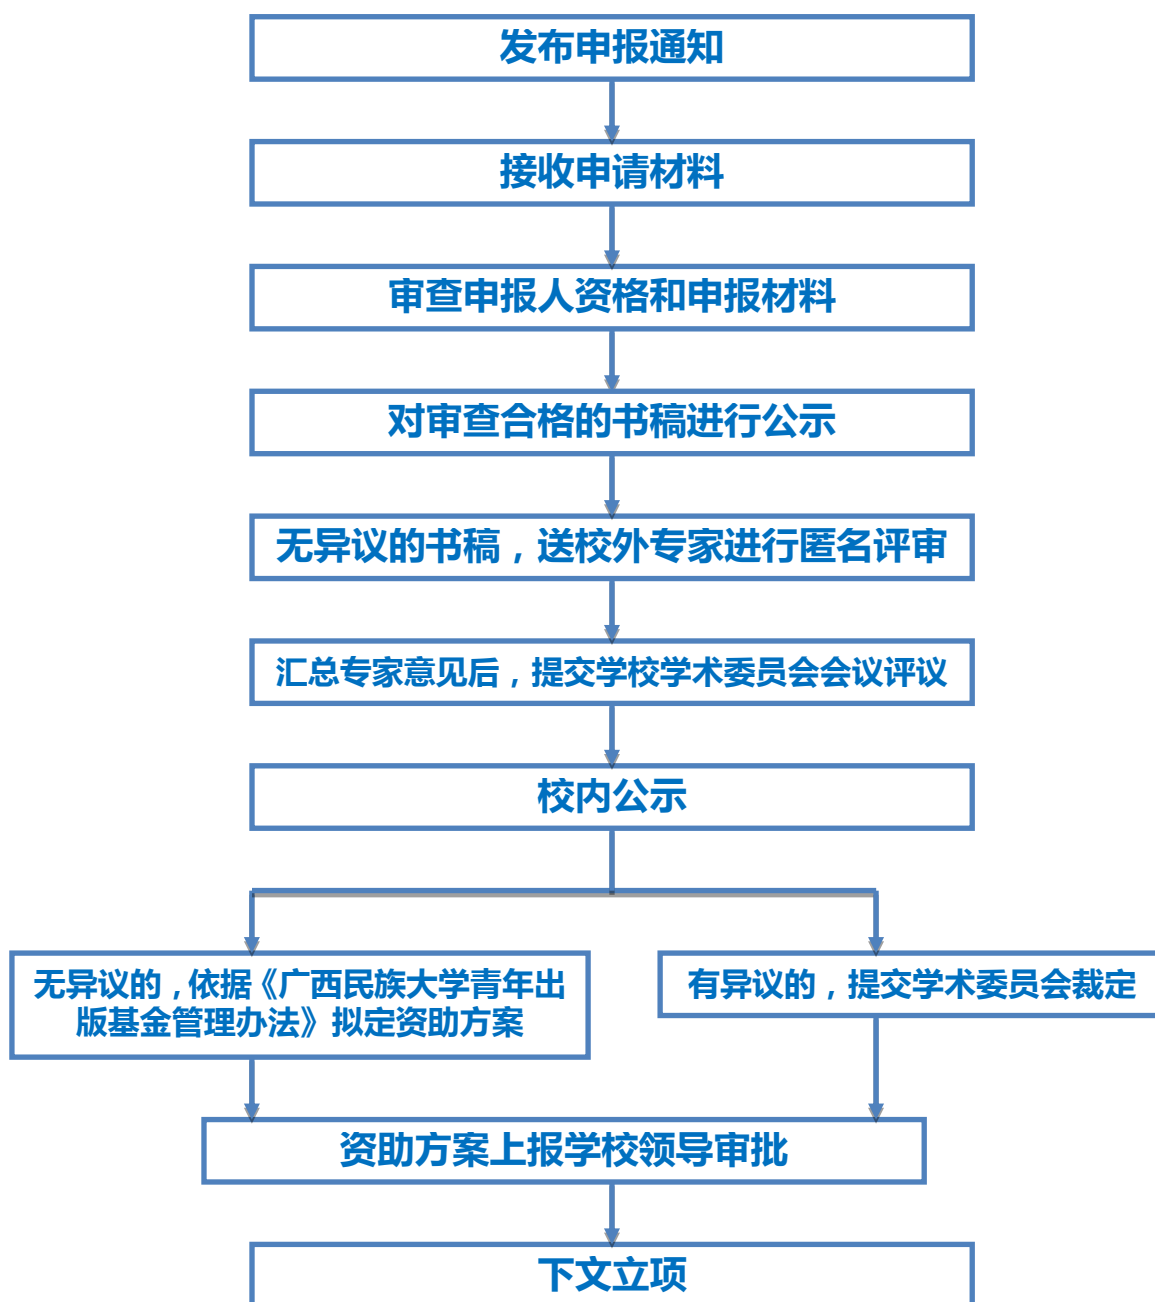 发布申报通知
接收申请材料
审查申报人资格和申报材料
对审查合格的书稿进行公示
无异议的书稿，送校外专家进行匿名评审
汇总专家意见后，提交学校学术委员会会议评议
校内公示
无异议的，依据《广西民族大学青年出
版基金管理办法》拟定资助方案
有异议的，提交学术委员会裁定
资助方案上报学校领导审批
下文立项